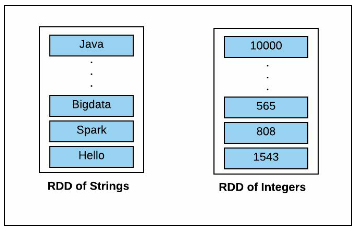 Java
.
.
.
Bigdata
Spark
Hello
RDD of Strings
10000
.
.
.
565
808
1543
RDD of Integers